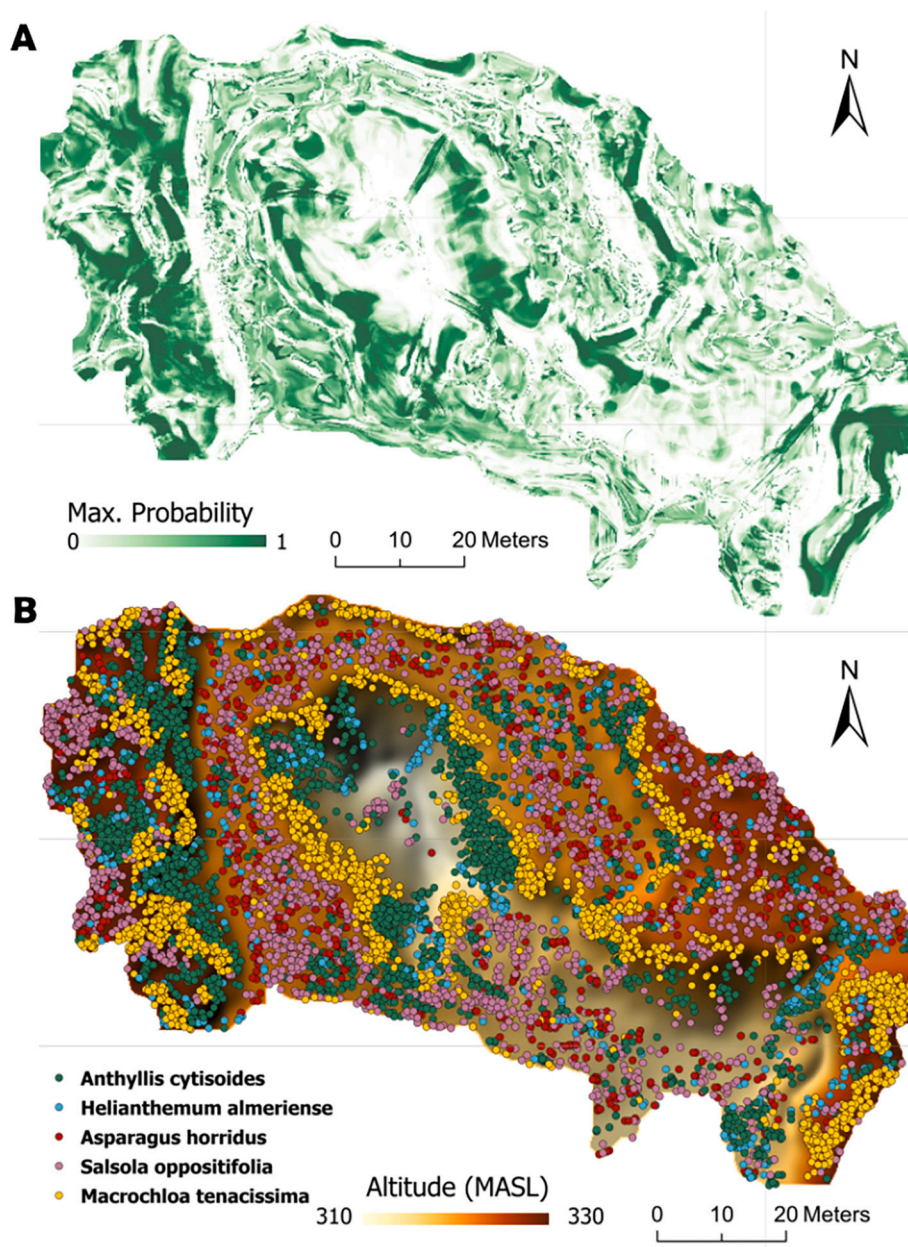 A
N
Max. Probability
0 1
0 10 20 Meters
B
N
Anthyllis cytisoides
Helianthemum almeriense
Asparagus horridus
Salsola oppositifolia
Macrochloa tenacissima
Altitude (MASL)
310 330
0 10 20 Meters